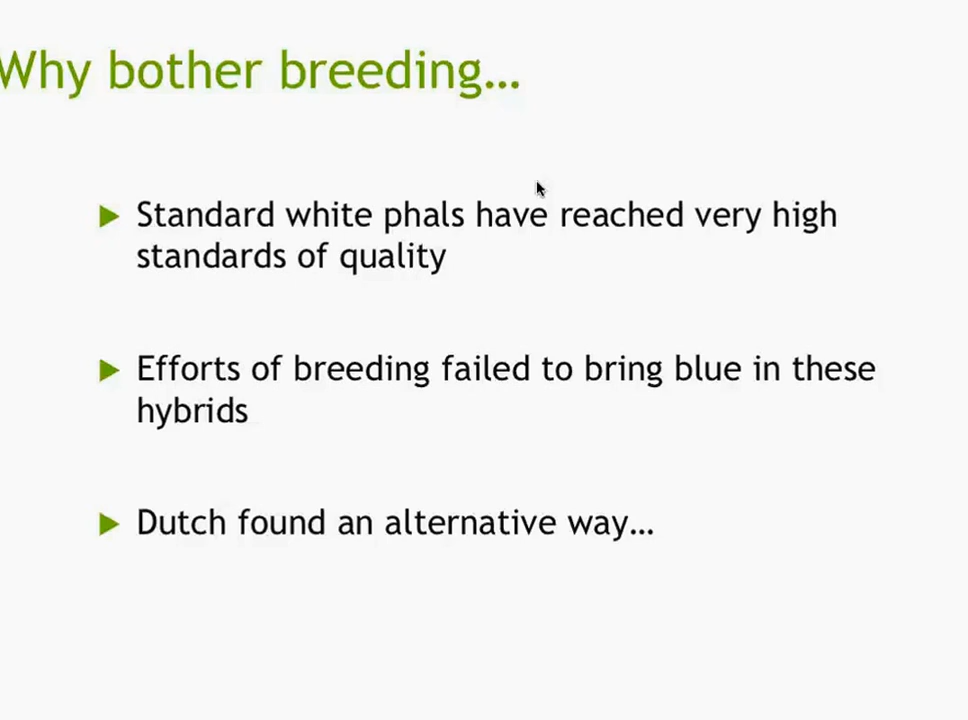 Why bother breeding…
Standard white phals have reached very high
standards of quality
Efforts of breeding failed to bring blue in these
hybrids
Dutch found an alternative way…